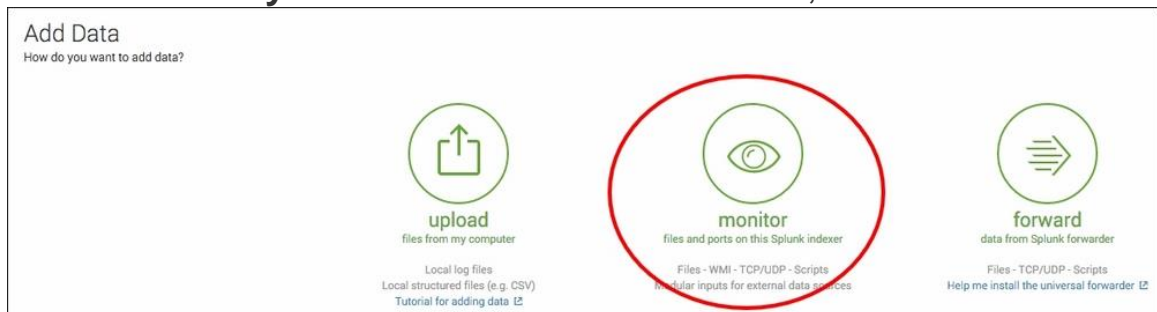 Add Data
How do you want to add data?
upload
files from my computer
Local log files
Local structured files (e.g. CSV)
Tutorial for adding data
monitor
files and ports on this Splunk indexer
Files - WMI - TCP/UDP - Scripts
Modular inputs for external data sources
forward
data from Splunk forwarder
Files - TCP/UDP - Scripts
Help me install the universal forwarder